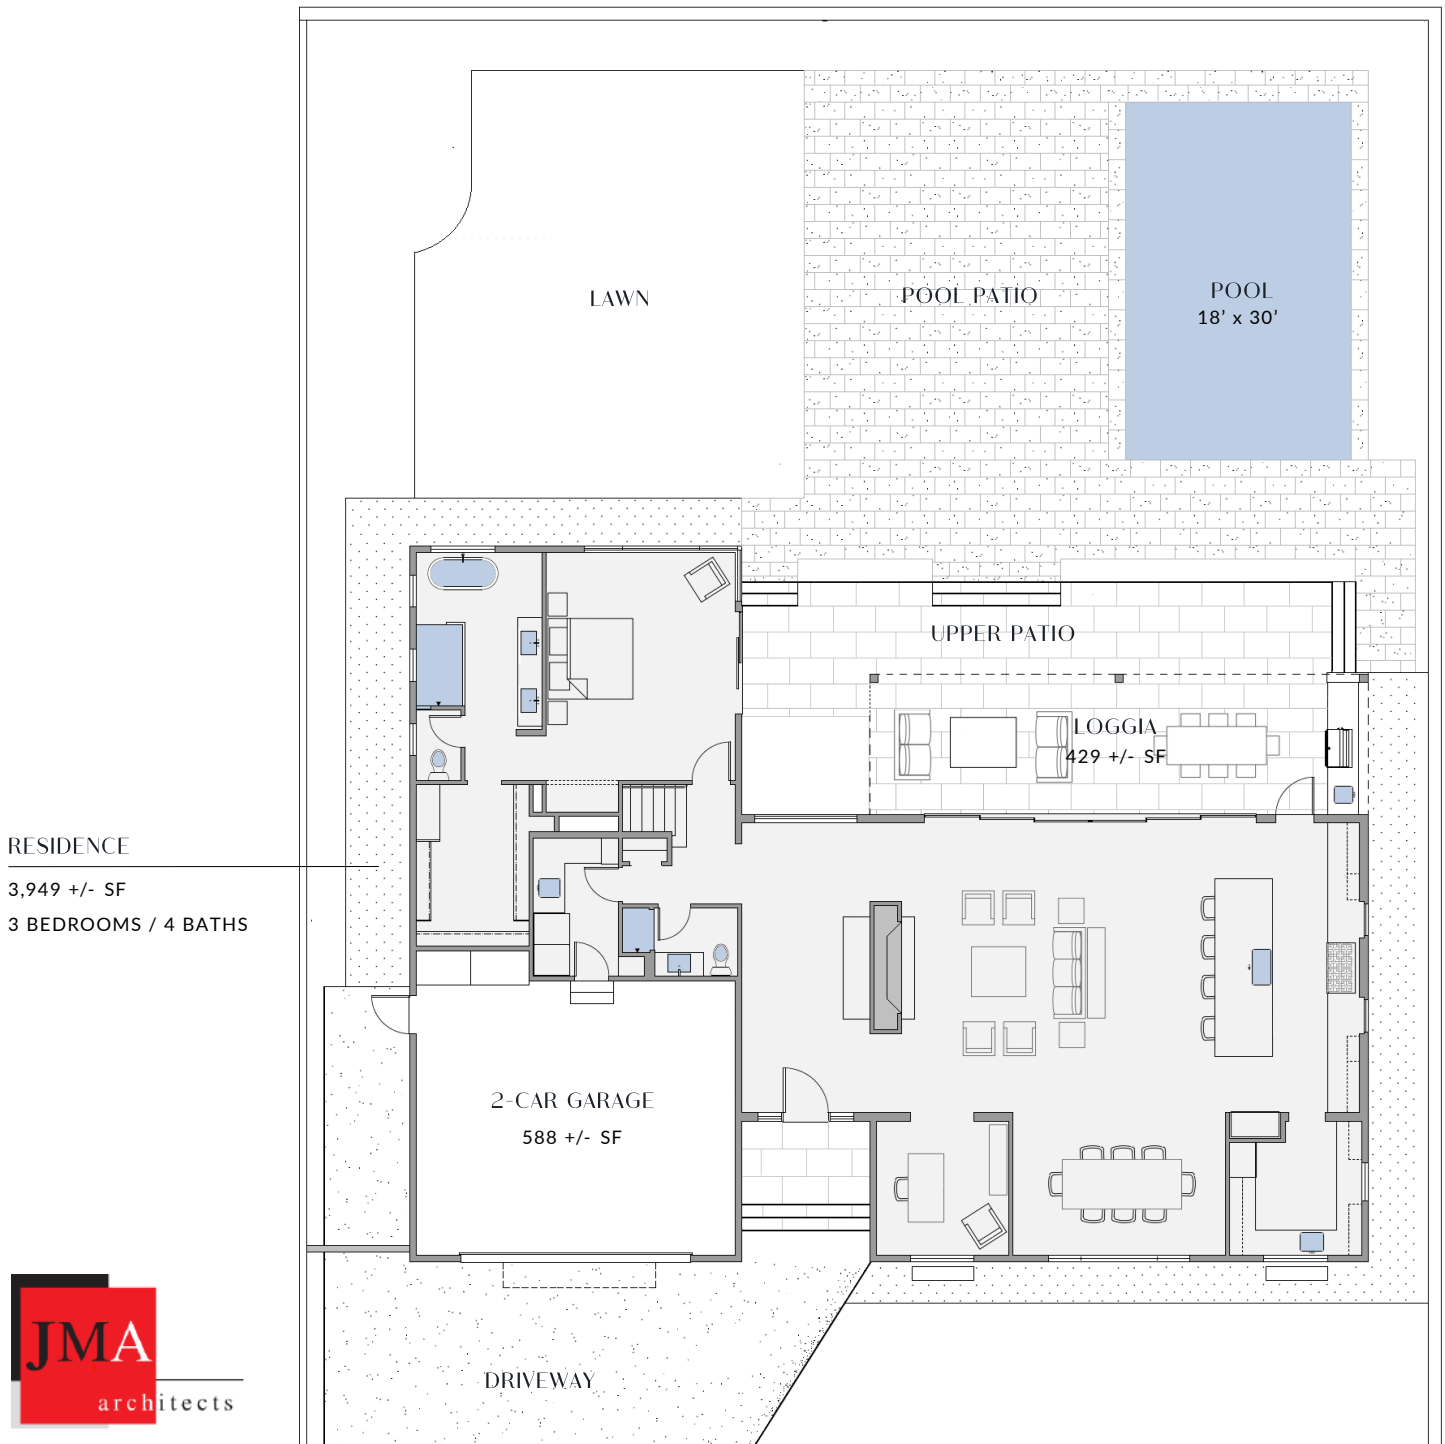 LAWN
POOL PATIO
POOL
18’ x 30’
UPPER PATIO
LOGGIA
429 +/- SF
RESIDENCE
3,949 +/- SF
3 BEDROOMS / 4 BATHS
2-CAR GARAGE
588 +/- SF
DRIVEWAY
JMA
architects